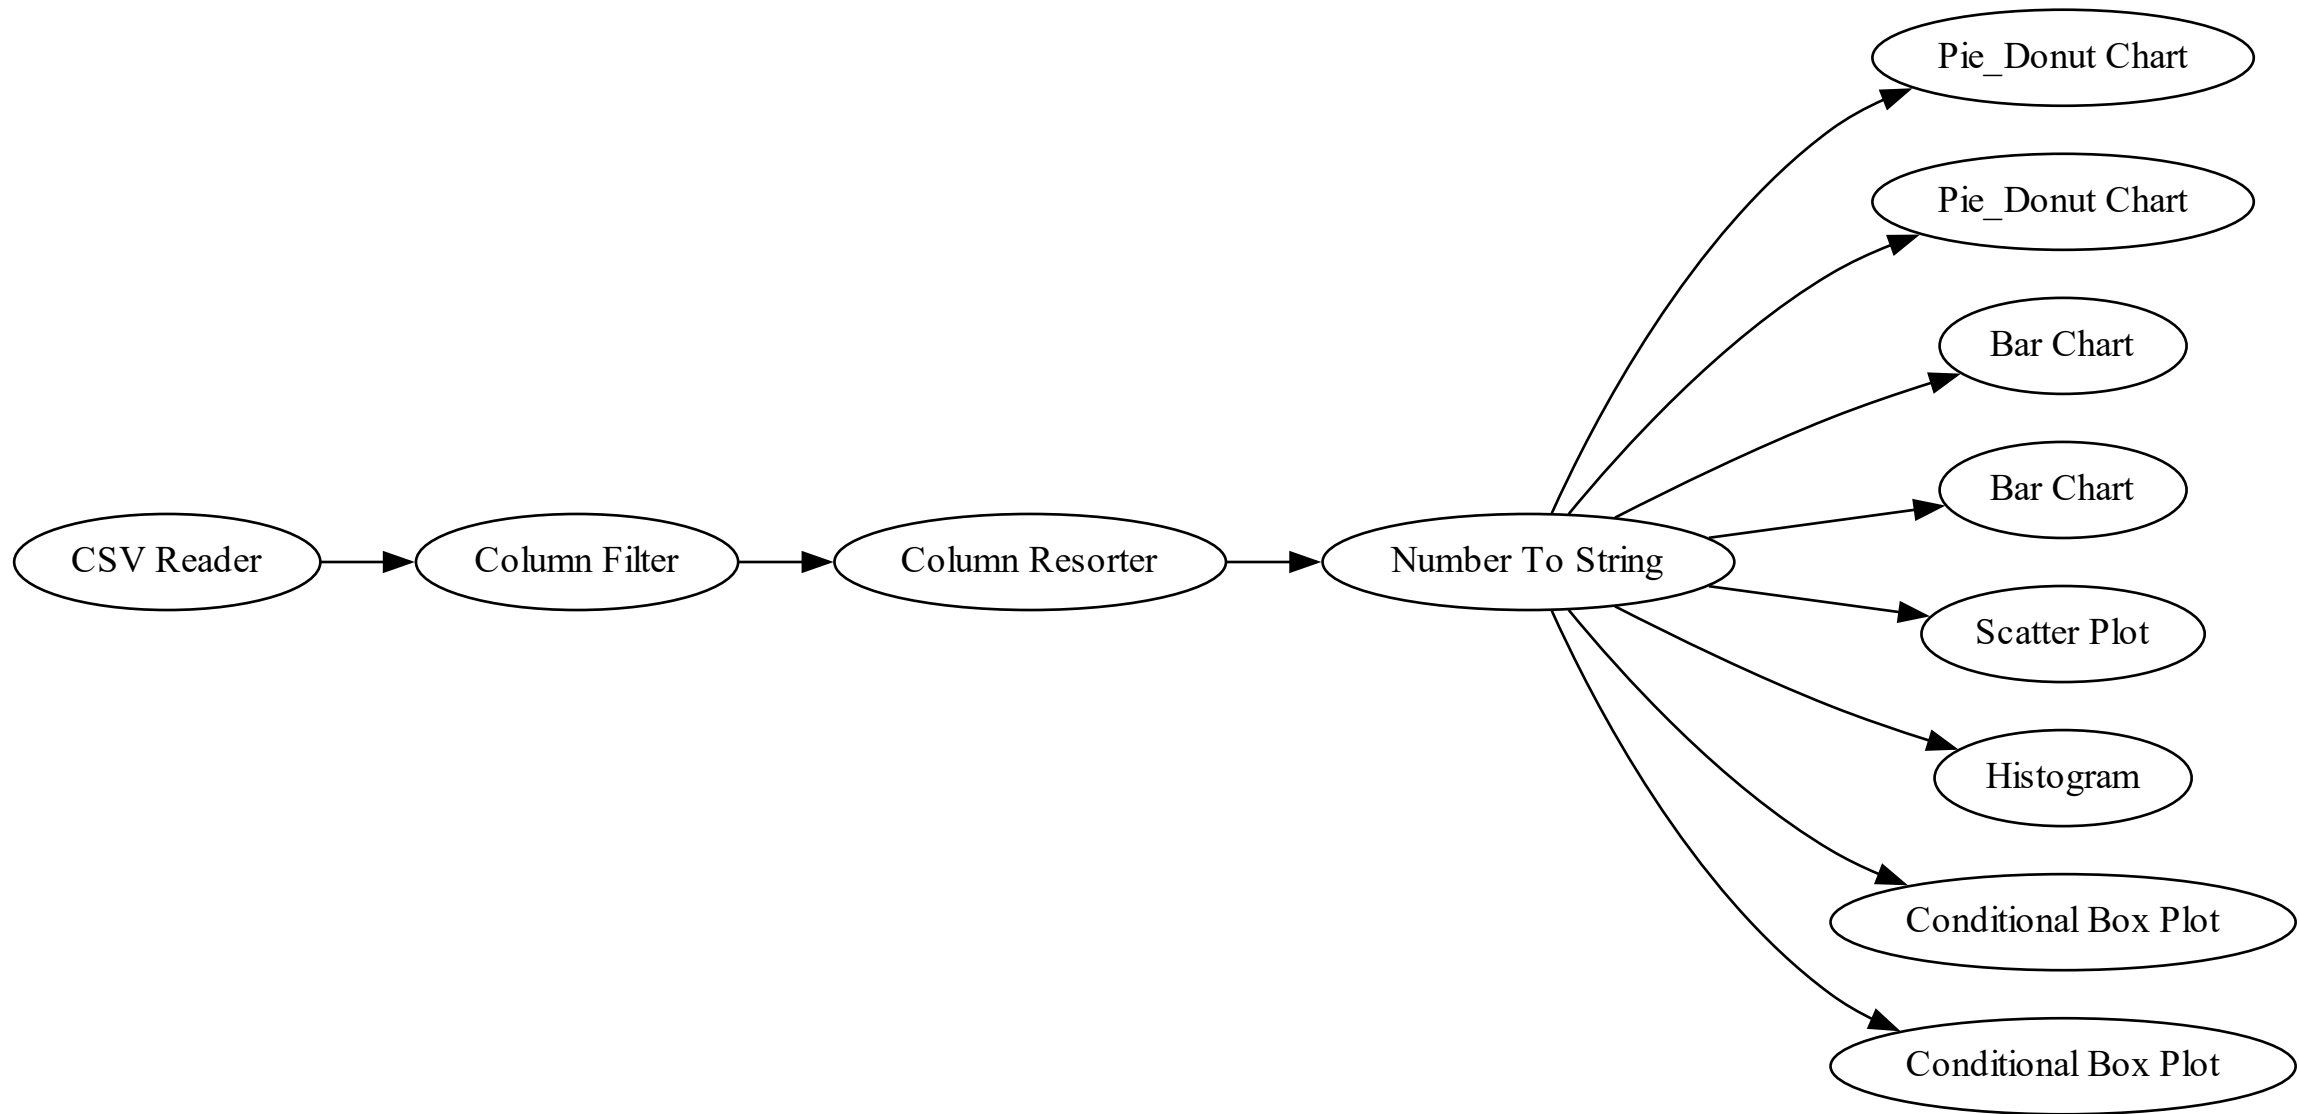 CSV Reader
Column Filter
Column Resorter
Number To String
Pie_Donut Chart
Pie_Donut Chart
Bar Chart
Bar Chart
Scatter Plot
Histogram
Conditional Box Plot
Conditional Box Plot